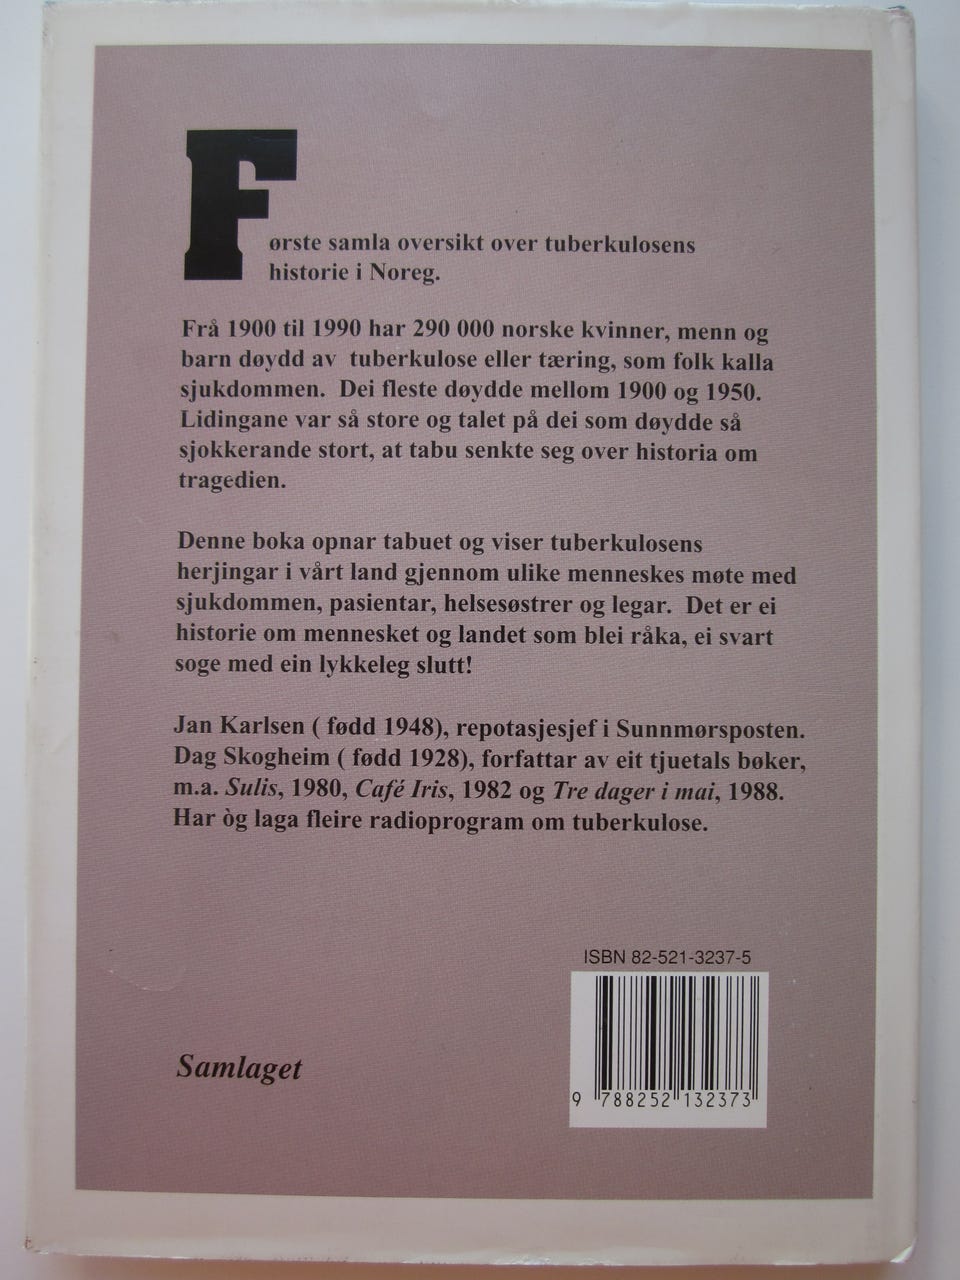 Første samla oversikt over tuberkulosens
historie i Noreg.
Frå 1900 til 1990 har 290 000 norske kvinner, menn og
barn døydd av tuberkulose eller tæring, som folk kalla
sjukdommen. Dei fleste døydde mellom 1900 og 1950.
Lidingane var så store og talet på dei som døydde så
sjokkerande stort, at tabu senkte seg over historia om
tragedien.
Denne boka opnar tabuet og viser tuberkulosens
herjingar i vårt land gjennom ulike menneskes møte med
sjukdommen, pasientar, helsesøstrer og legar. Det er ei
historie om mennesket og landet som blei råka, ei svart
soge med ein lykkeleg slutt!
Jan Karlsen ( fødd 1948), repotasjesjef i Sunnmørsposten.
Dag Skogheim ( fødd 1928), forfattar av eit tjuetals bøker,
m.a. Sulis, 1980, Café Iris, 1982 og Tre dager i mai, 1988.
Har òg laga fleire radioprogram om tuberkulose.
ISBN 82-521-3237-5
9 788252 132373
Samlaget